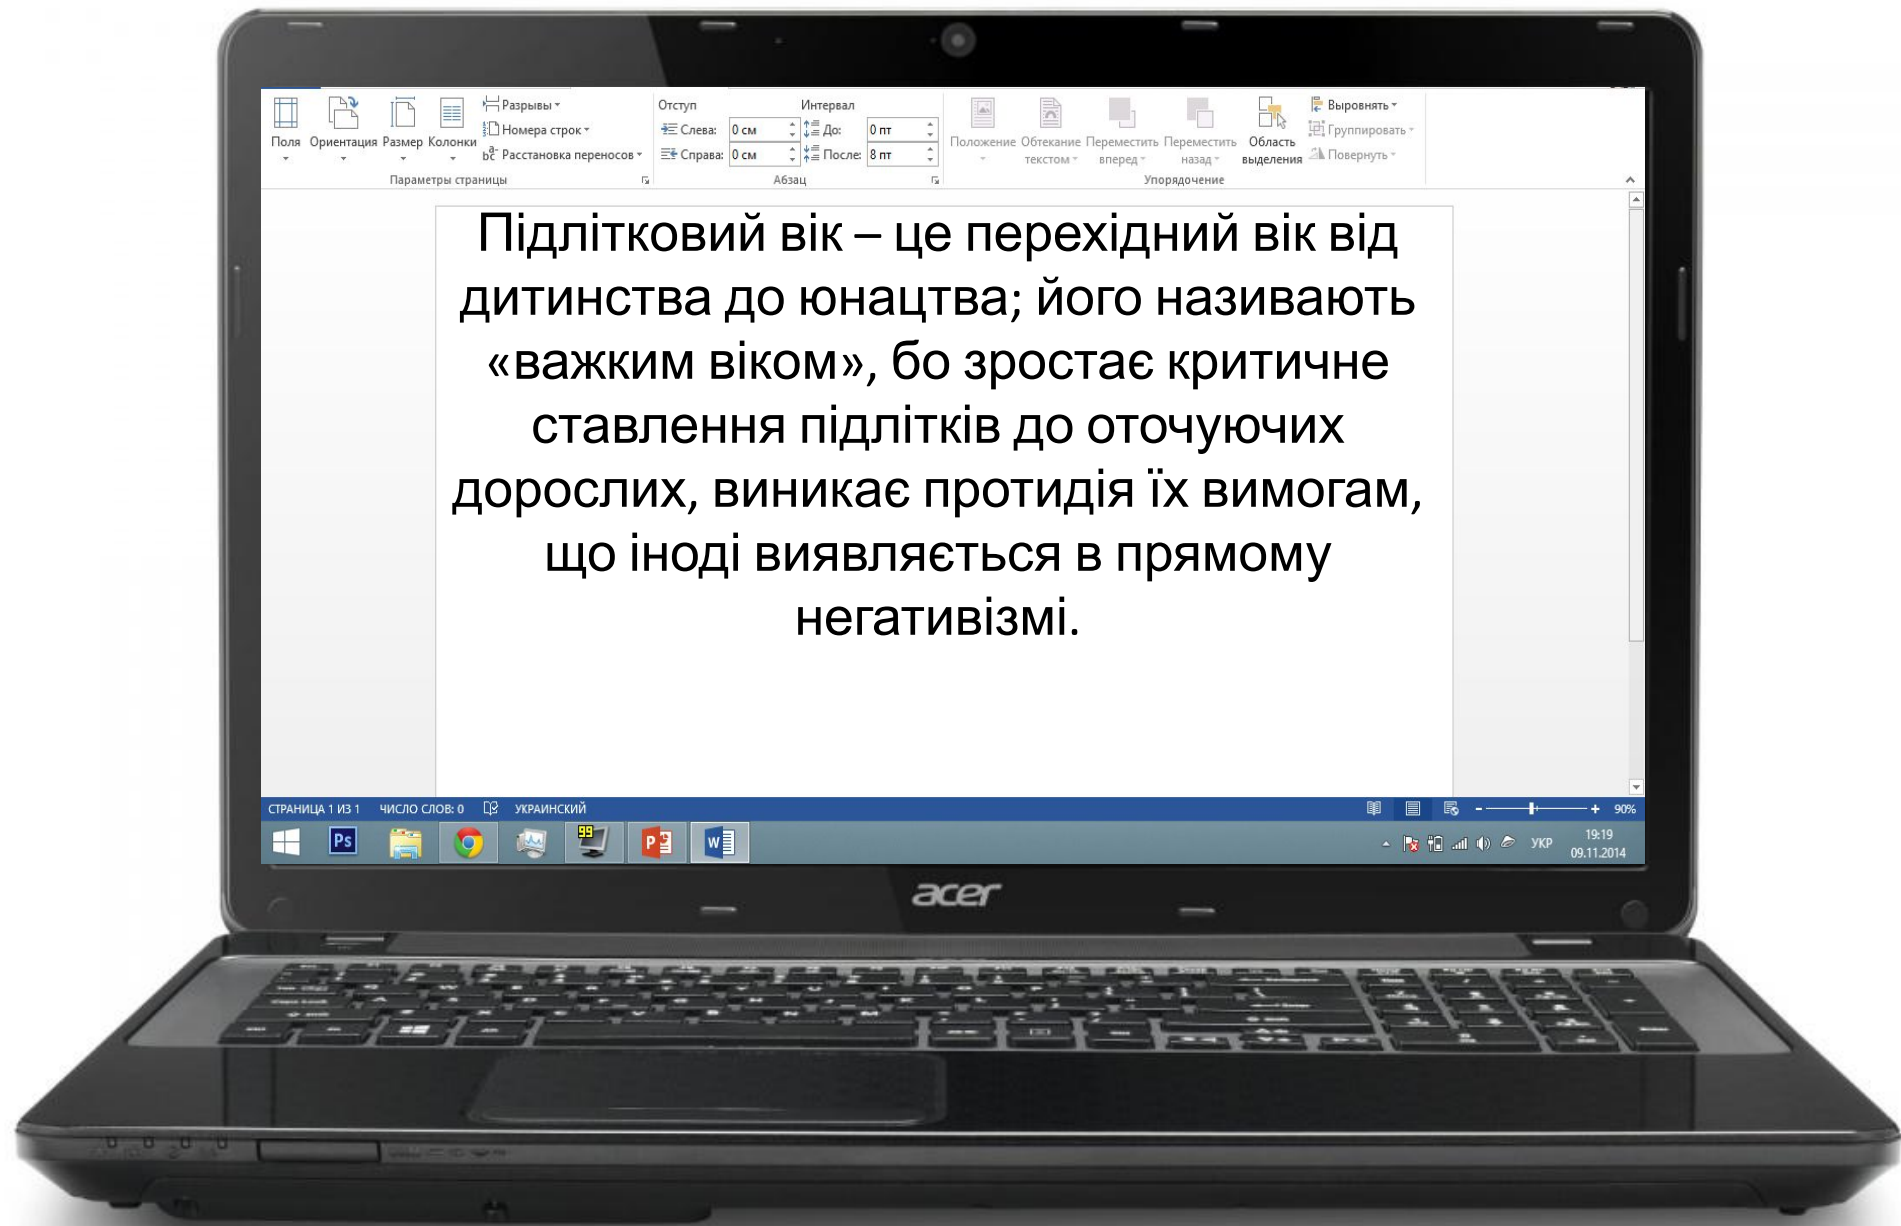 Разрывы
Отступ
Интервал
Выровнять
Номера строк
Слева: 0 см
До: 0 пт
Группировать
Поля Ориентация Размер Колонки
Расстановка переносов
Справа: 0 см
После: 8 пт
Положение Обтекание текстом Переместить вперед Переместить назад Область выделения
Повернуть
Параметры страницы
Абзац
Упорядочение
Підлітковий вік – це перехідний вік від
дитинства до юнацтва; його називають
«важким віком», бо зростає критичне
ставлення підлітків до оточуючих
дорослих, виникає протидія їх вимогам,
що іноді виявляється в прямому
негативізмі.
СТРАНИЦА 1 ИЗ 1 ЧИСЛО СЛОВ: 0 УКРАИНСКИЙ 90%
Ps
99
УКР
19:19
09.11.2014
acer